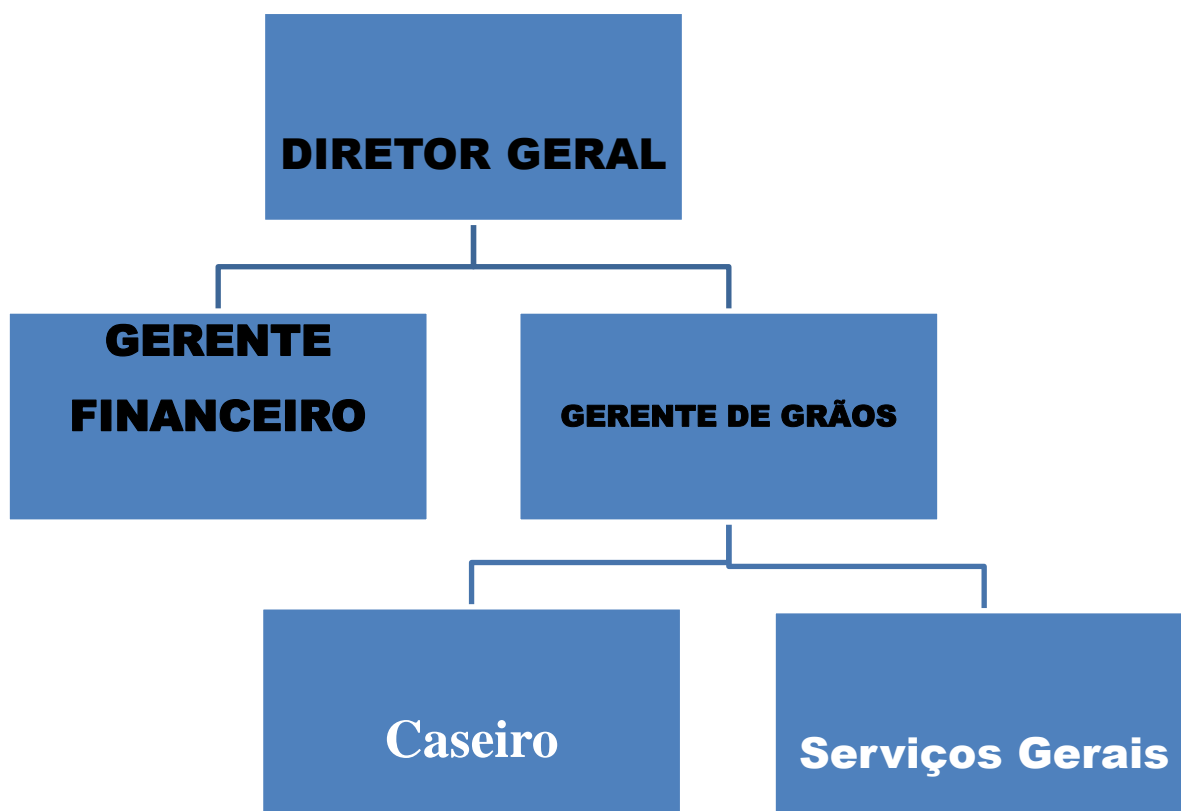 DIRETOR GERAL
GERENTE
FINANCEIRO
GERENTE DE GRÃOS
Caseiro
Serviços Gerais